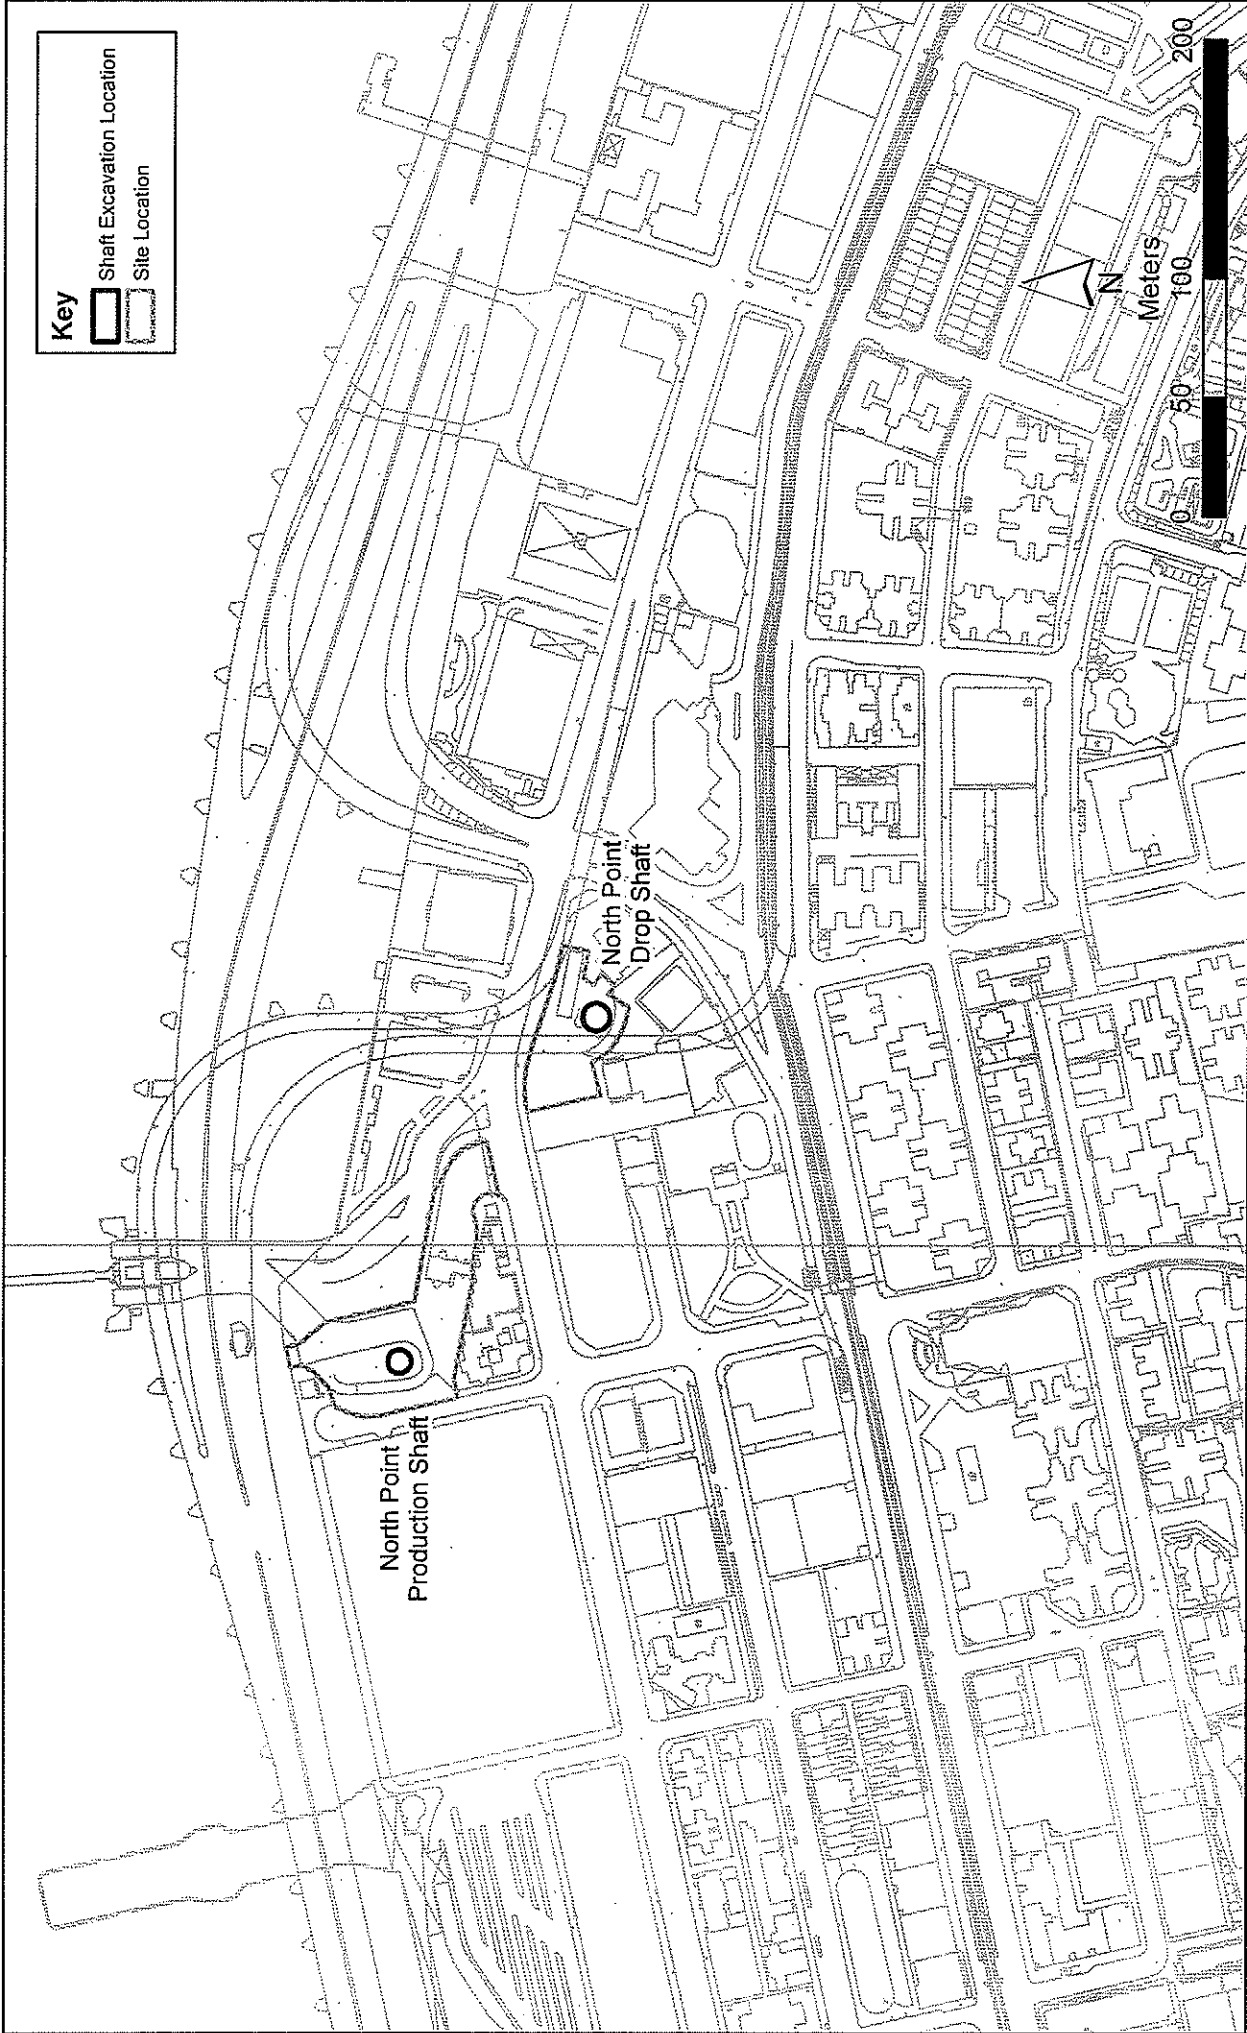 Key
Shaft Excavation Location
Site Location
North Point
Production Shaft
North Point
Drop Shaft
N
Meters
0 50 100 200